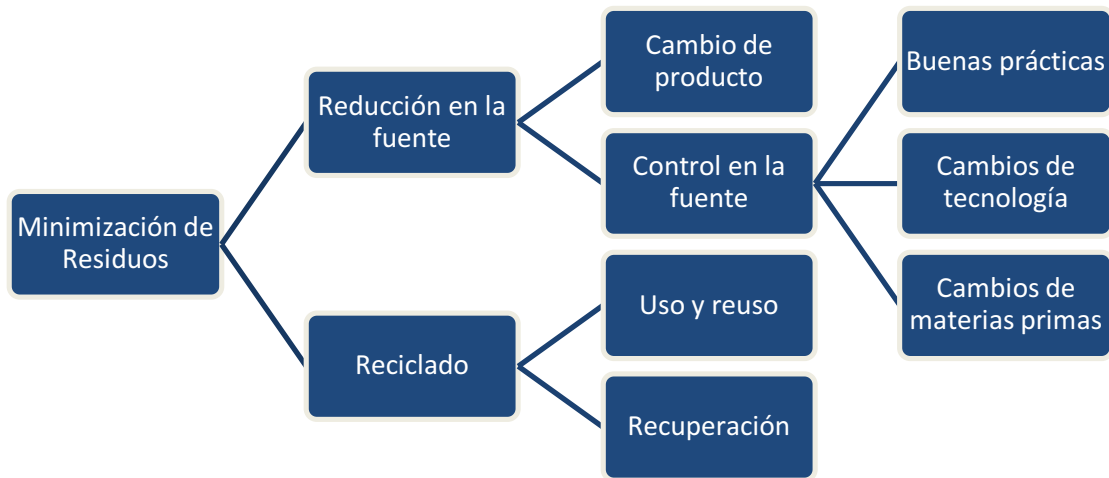 Minimización de
Residuos
Reducción en la
fuente
Reciclado
Cambio de
producto
Control en la
fuente
Uso y reuso
Recuperación
Buenas prácticas
Cambios de
tecnología
Cambios de
materias primas